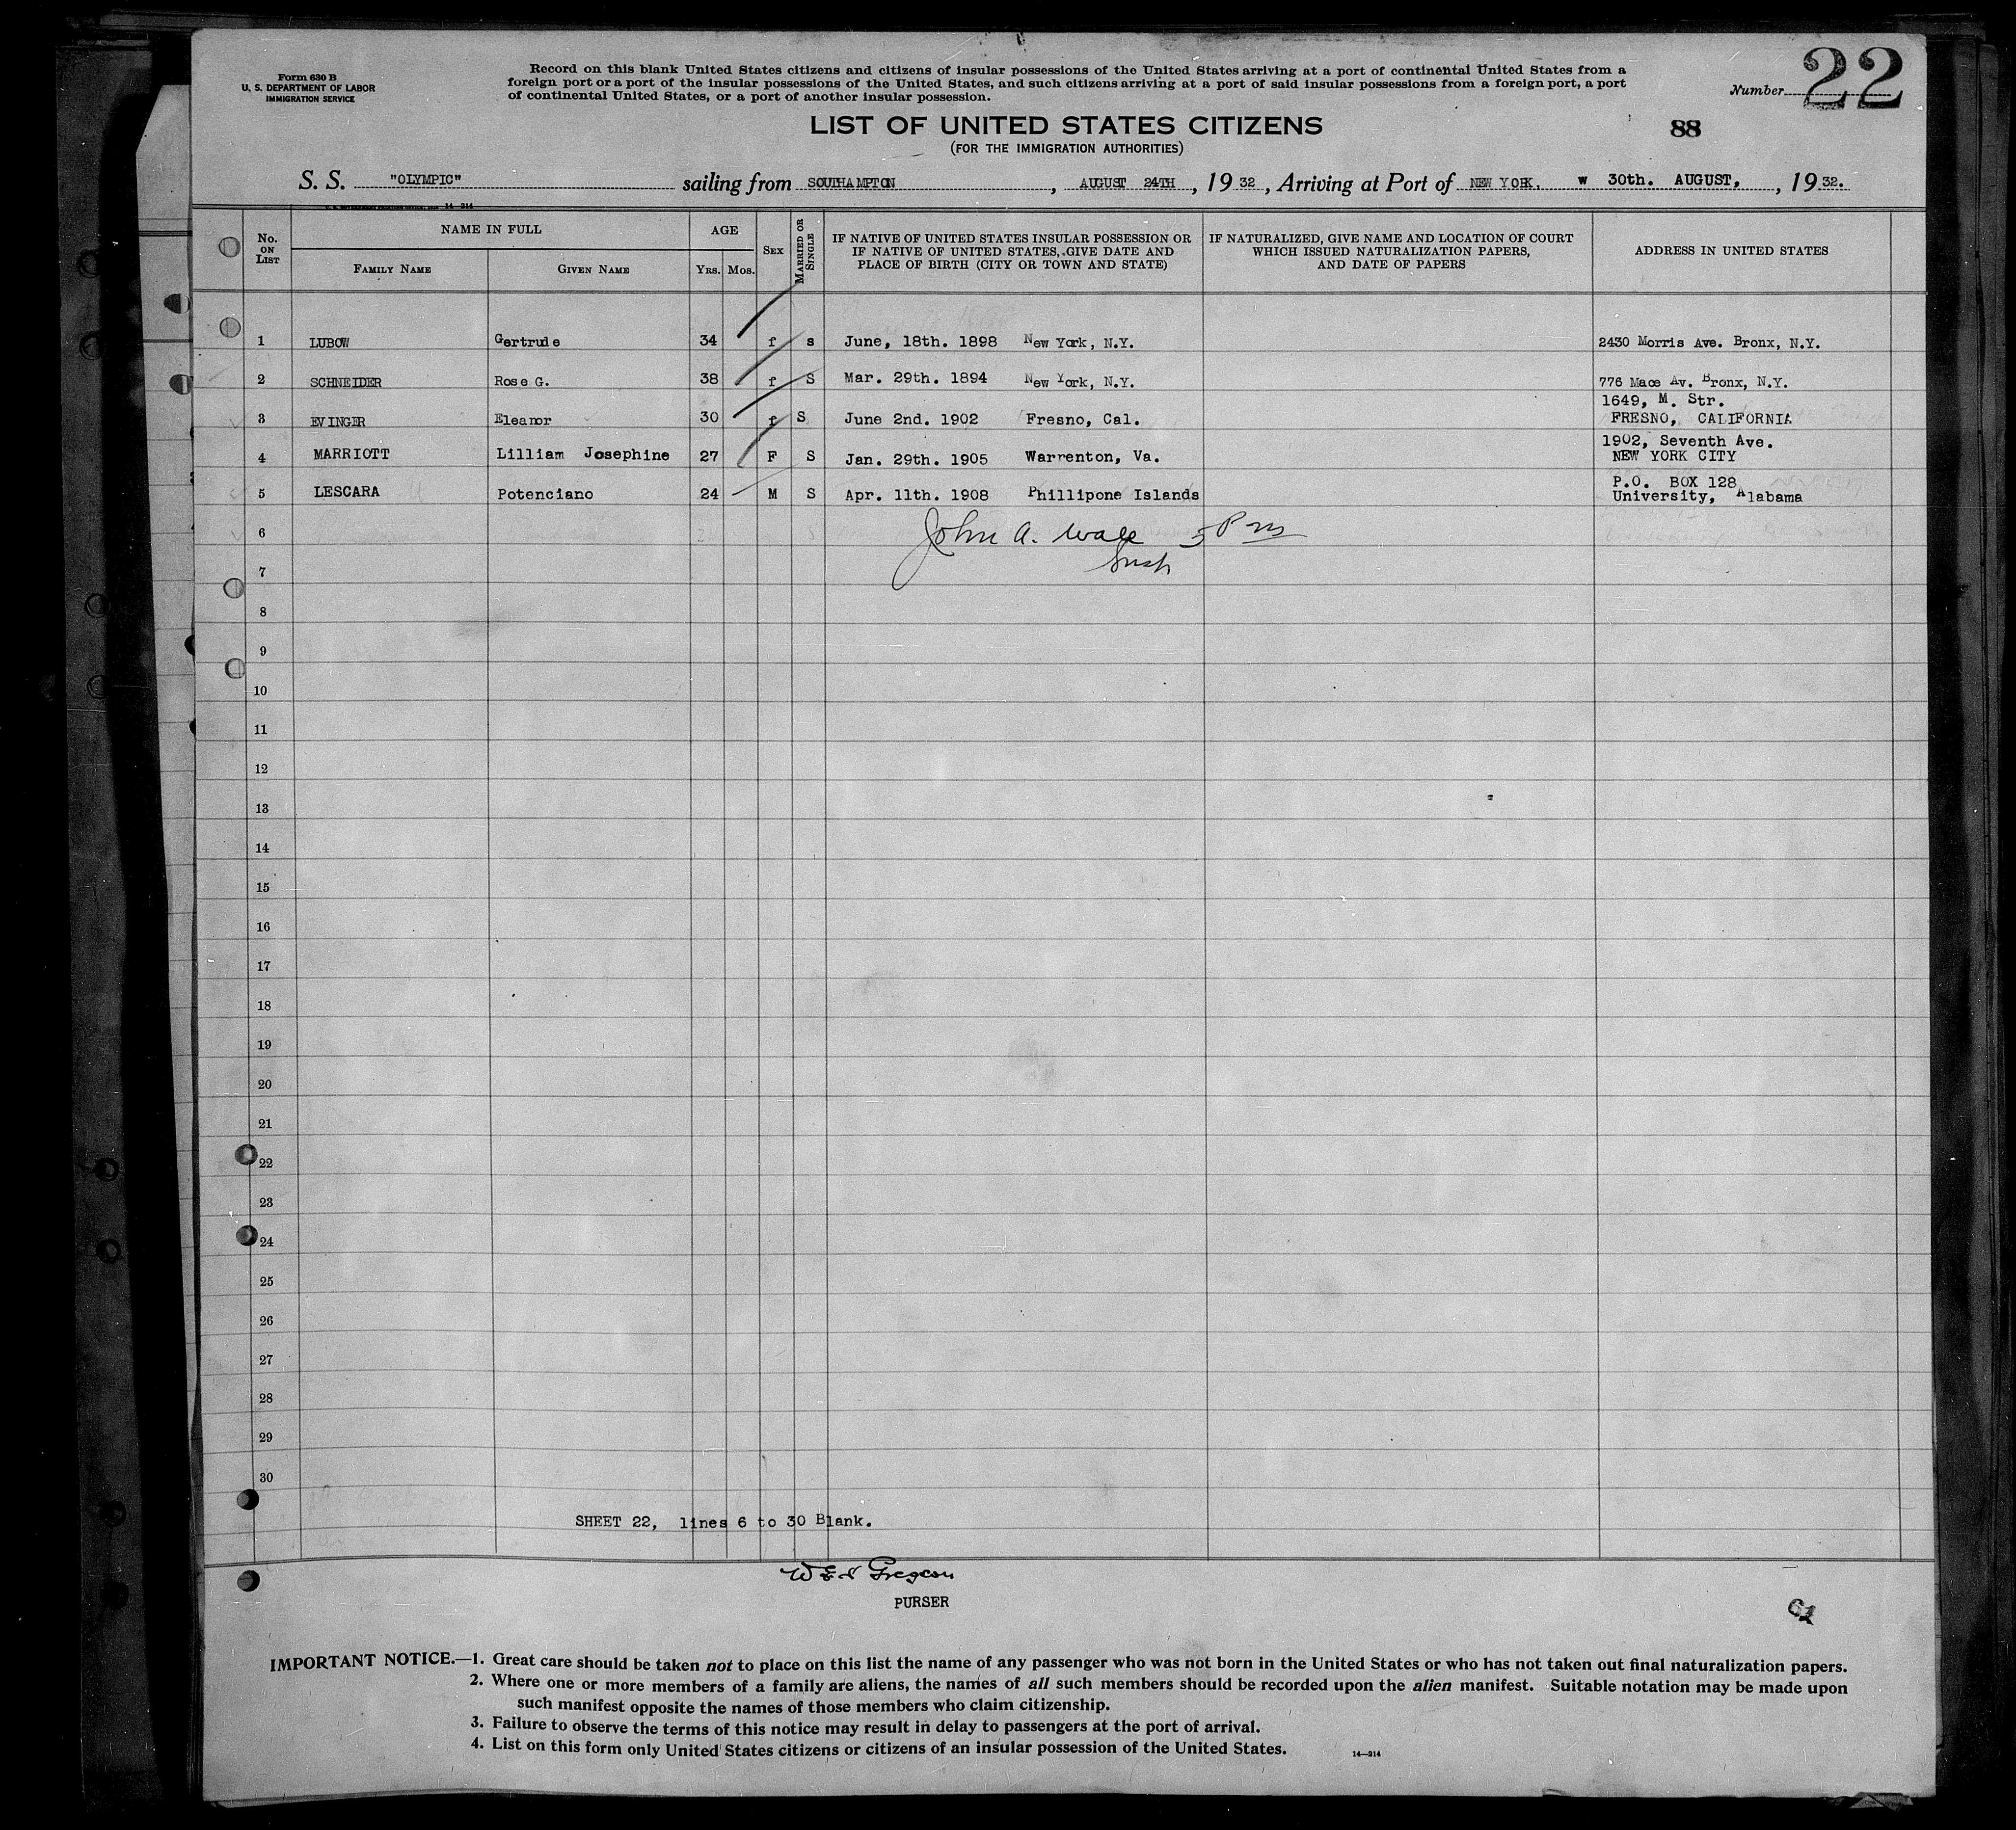 Form 630 B
U. S. DEPARTMENT OF LABOR
IMMIGRATION SERVICE
Record on this blank United States citizens and citizens of insular possessions of the United States arriving at a port of continental United States from a
foreign port or a port of the insular possessions of the United States, and such citizens arriving at a port of said insular possessions from a foreign port, a port
of continental United States, or a port of another insular possession.
Number 22
LIST OF UNITED STATES CITIZENS
88
(FOR THE IMMIGRATION AUTHORITIES)
S. S. "OLYMPIC" sailing from SOUTHAMPTON , AUGUST 24TH , 19 32 , Arriving at Port of NEW YORK. w 30th. AUGUST, , 19 32.
14-214
No. ON LIST NAME IN FULL AGE SEX MARRIED OR SINGLE IF NATIVE OF UNITED STATES INSULAR POSSESSION OR IF NATIVE OF UNITED STATES, GIVE DATE AND PLACE OF BIRTH (CITY OR TOWN AND STATE) IF NATURALIZED, GIVE NAME AND LOCATION OF COURT WHICH ISSUED NATURALIZATION PAPERS, AND DATE OF PAPERS ADDRESS IN UNITED STATES
FAMILY NAME GIVEN NAME YRS. MOS.
1 LUBOW Gertrude 34 f s June, 18th. 1898 New York, N.Y. 2430 Morris Ave. Bronx, N.Y.
2 SCHNEIDER Rose G. 38 f S Mar. 29th. 1894 New York, N.Y. 776 Mace Av. Bronx, N.Y.
3 EVINGER Eleanor 30 f S June 2nd. 1902 Fresno, Cal. 1649, M. Str.
FRESNO, CALIFORNIA
4 MARRIOTT Lilliam Josephine 27 F S Jan. 29th. 1905 Warrenton, Va. 1902, Seventh Ave.
NEW YORK CITY
5 LESCARA Potenciano 24 M S Apr. 11th. 1908 Phillipone Islands P.O. BOX 128
University, Alabama
6 John A. Wall 5 Pm
7 Insp
8
9
10
11
12
13
14
15
16
17
18
19
20
21
22
23
24
25
26
27
28
29
30
SHEET 22, lines 6 to 30 Blank.
PURSER
61
IMPORTANT NOTICE.—1. Great care should be taken not to place on this list the name of any passenger who was not born in the United States or who has not taken out final naturalization papers.
2. Where one or more members of a family are aliens, the names of all such members should be recorded upon the alien manifest. Suitable notation may be made upon
such manifest opposite the names of those members who claim citizenship.
3. Failure to observe the terms of this notice may result in delay to passengers at the port of arrival.
4. List on this form only United States citizens or citizens of an insular possession of the United States.
14—214